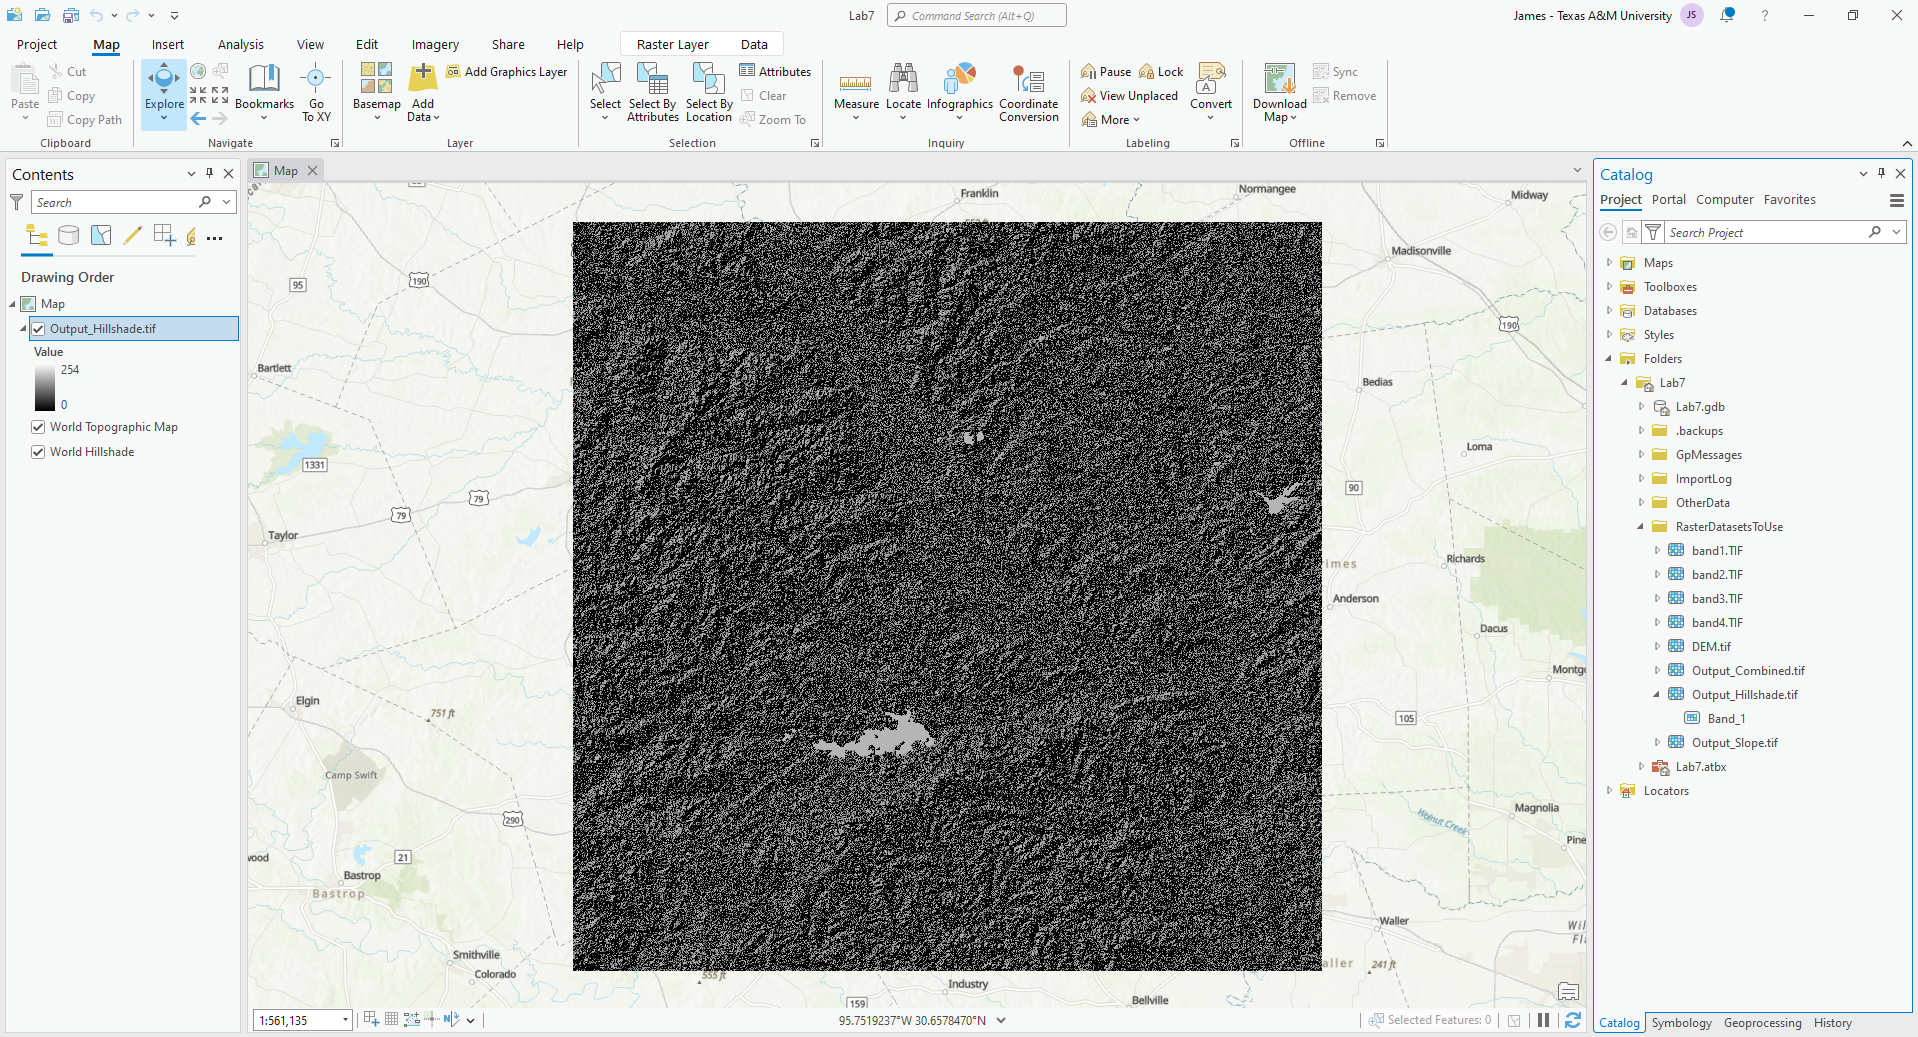 Lab7
Command Search (Alt+Q)
James - Texas A&M University
JS
?
Project
Map
Insert
Analysis
View
Edit
Imagery
Share
Help
Raster Layer
Data
Paste
Cut
Copy
Copy Path
Clipboard
Explore
Bookmarks
Go
To XY
Navigate
Basemap
Add
Data
Add Graphics Layer
Layer
Select
Select By
Attributes
Select By
Location
Attributes
Clear
Zoom To
Selection
Measure
Locate
Infographics
Coordinate
Conversion
Inquiry
Pause
Lock
View Unplaced
More
Convert
Labeling
Download
Map
Sync
Remove
Offline
Contents
Search
Drawing Order
Map
Output_Hillshade.tif
Value
254
0
World Topographic Map
World Hillshade
Map
Franklin
Normangee
Midway
Madisonville
95
190
190
Bartlett
Bedias
1331
Loma
79
79
90
Taylor
Richards
imes
Anderson
Dacus
Montg
Elgin
751 ft
105
Camp Swift
Magnolia
Walnut Creek
290
Pine
wood
21
Bastrop
Bastrop
Waller
Wil
Fl
Smithville
aller
241 ft
Colorado
555 ft
Industry
159
Bellville
1:561,135
95.7519237°W 30.6578470°N
Selected Features: 0
Catalog
Project
Portal
Computer
Favorites
Search Project
Maps
Toolboxes
Databases
Styles
Folders
Lab7
Lab7.gdb
.backups
GpMessages
ImportLog
OtherData
RasterDatasetsToUse
band1.TIF
band2.TIF
band3.TIF
band4.TIF
DEM.tif
Output_Combined.tif
Output_Hillshade.tif
Band_1
Output_Slope.tif
Lab7.atbx
Locators
Catalog
Symbology
Geoprocessing
History